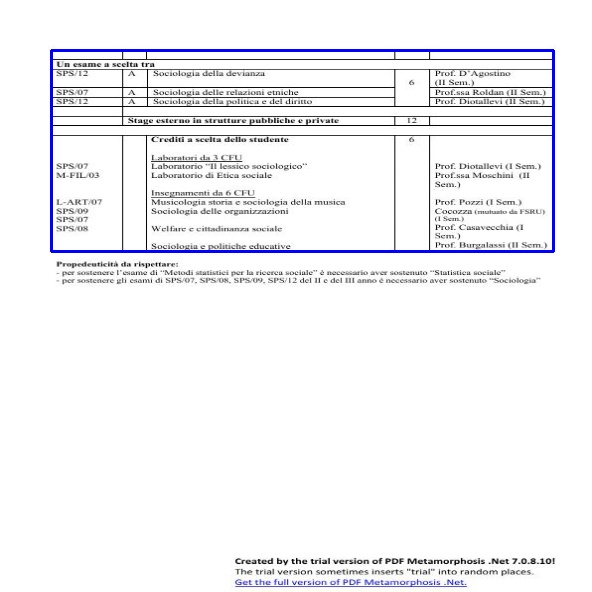 Un esame a scelta tra
SPS/12 A Sociologia della devianza 6 Prof. D'Agostino
(II Sem.)
SPS/07 A Sociologia delle relazioni etniche Prof.ssa Roldan (II Sem.)
SPS/12 A Sociologia della politica e del diritto Prof. Diotallevi (I Sem.)
Stage esterno in strutture pubbliche e private 12
Crediti a scelta dello studente 6
Laboratori da 3 CFU
SPS/07 Laboratorio "Il lessico sociologico" Prof. Diotallevi (I Sem.)
M-FIL/03 Laboratorio di Etica sociale Prof.ssa Moschini (II
Sem.)
Insegnamenti da 6 CFU
L-ART/07 Musicologia storia e sociologia della musica Prof. Pozzi (I Sem.)
SPS/09 Sociologia delle organizzazioni Cocozza (mutuato da FSRU)
SPS/07 (I Sem.)
SPS/08 Welfare e cittadinanza sociale Prof. Casavecchia (I
Sem.)
Sociologia e politiche educative Prof. Burgalassi (II Sem.)
Propedeuticità da rispettare:
- per sostenere l'esame di "Metodi statistici per la ricerca sociale" è necessario aver sostenuto "Statistica sociale"
- per sostenere gli esami di SPS/07, SPS/08, SPS/09, SPS/12 del II e del III anno è necessario aver sostenuto "Sociologia"
Created by the trial version of PDF Metamorphosis .Net 7.0.8.10!
The trial version sometimes inserts "trial" into random places.
Get the full version of PDF Metamorphosis .Net.